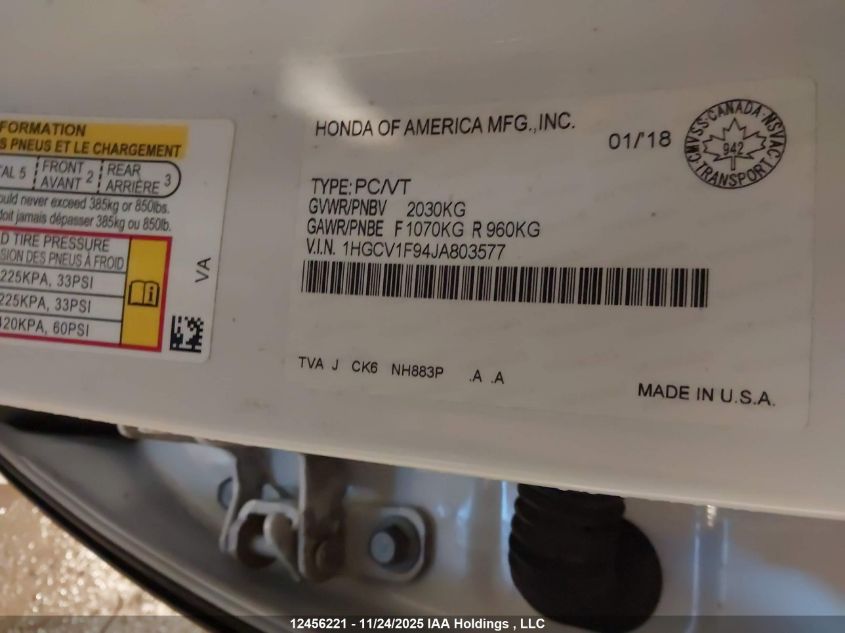 FORMATION
S PNEUS ET LE CHARGEMENT
TAL 5 FRONT AVANT 2 REAR ARRIÈRE 3
ould never exceed 385kg or 850lbs.
doit jamais dépasser 385kg ou 850lb.
D TIRE PRESSURE
SION DES PNEUS À FROID
225KPA, 33PSI
225KPA, 33PSI
420KPA, 60PSI
VA
HONDA OF AMERICA MFG.,INC.
01/'18
CMVSS·CANADA·NSVAC
942
TRANSPORT
TYPE: PC/VT
GVWR/PNBV 2030KG
GAWR/PNBE F 1070KG R 960KG
V.I.N. 1HGCV1F94JA803577
TVA J CK6 NH883P .A .A
MADE IN U.S.A.
12456221 - 11/24/2025 IAA Holdings , LLC